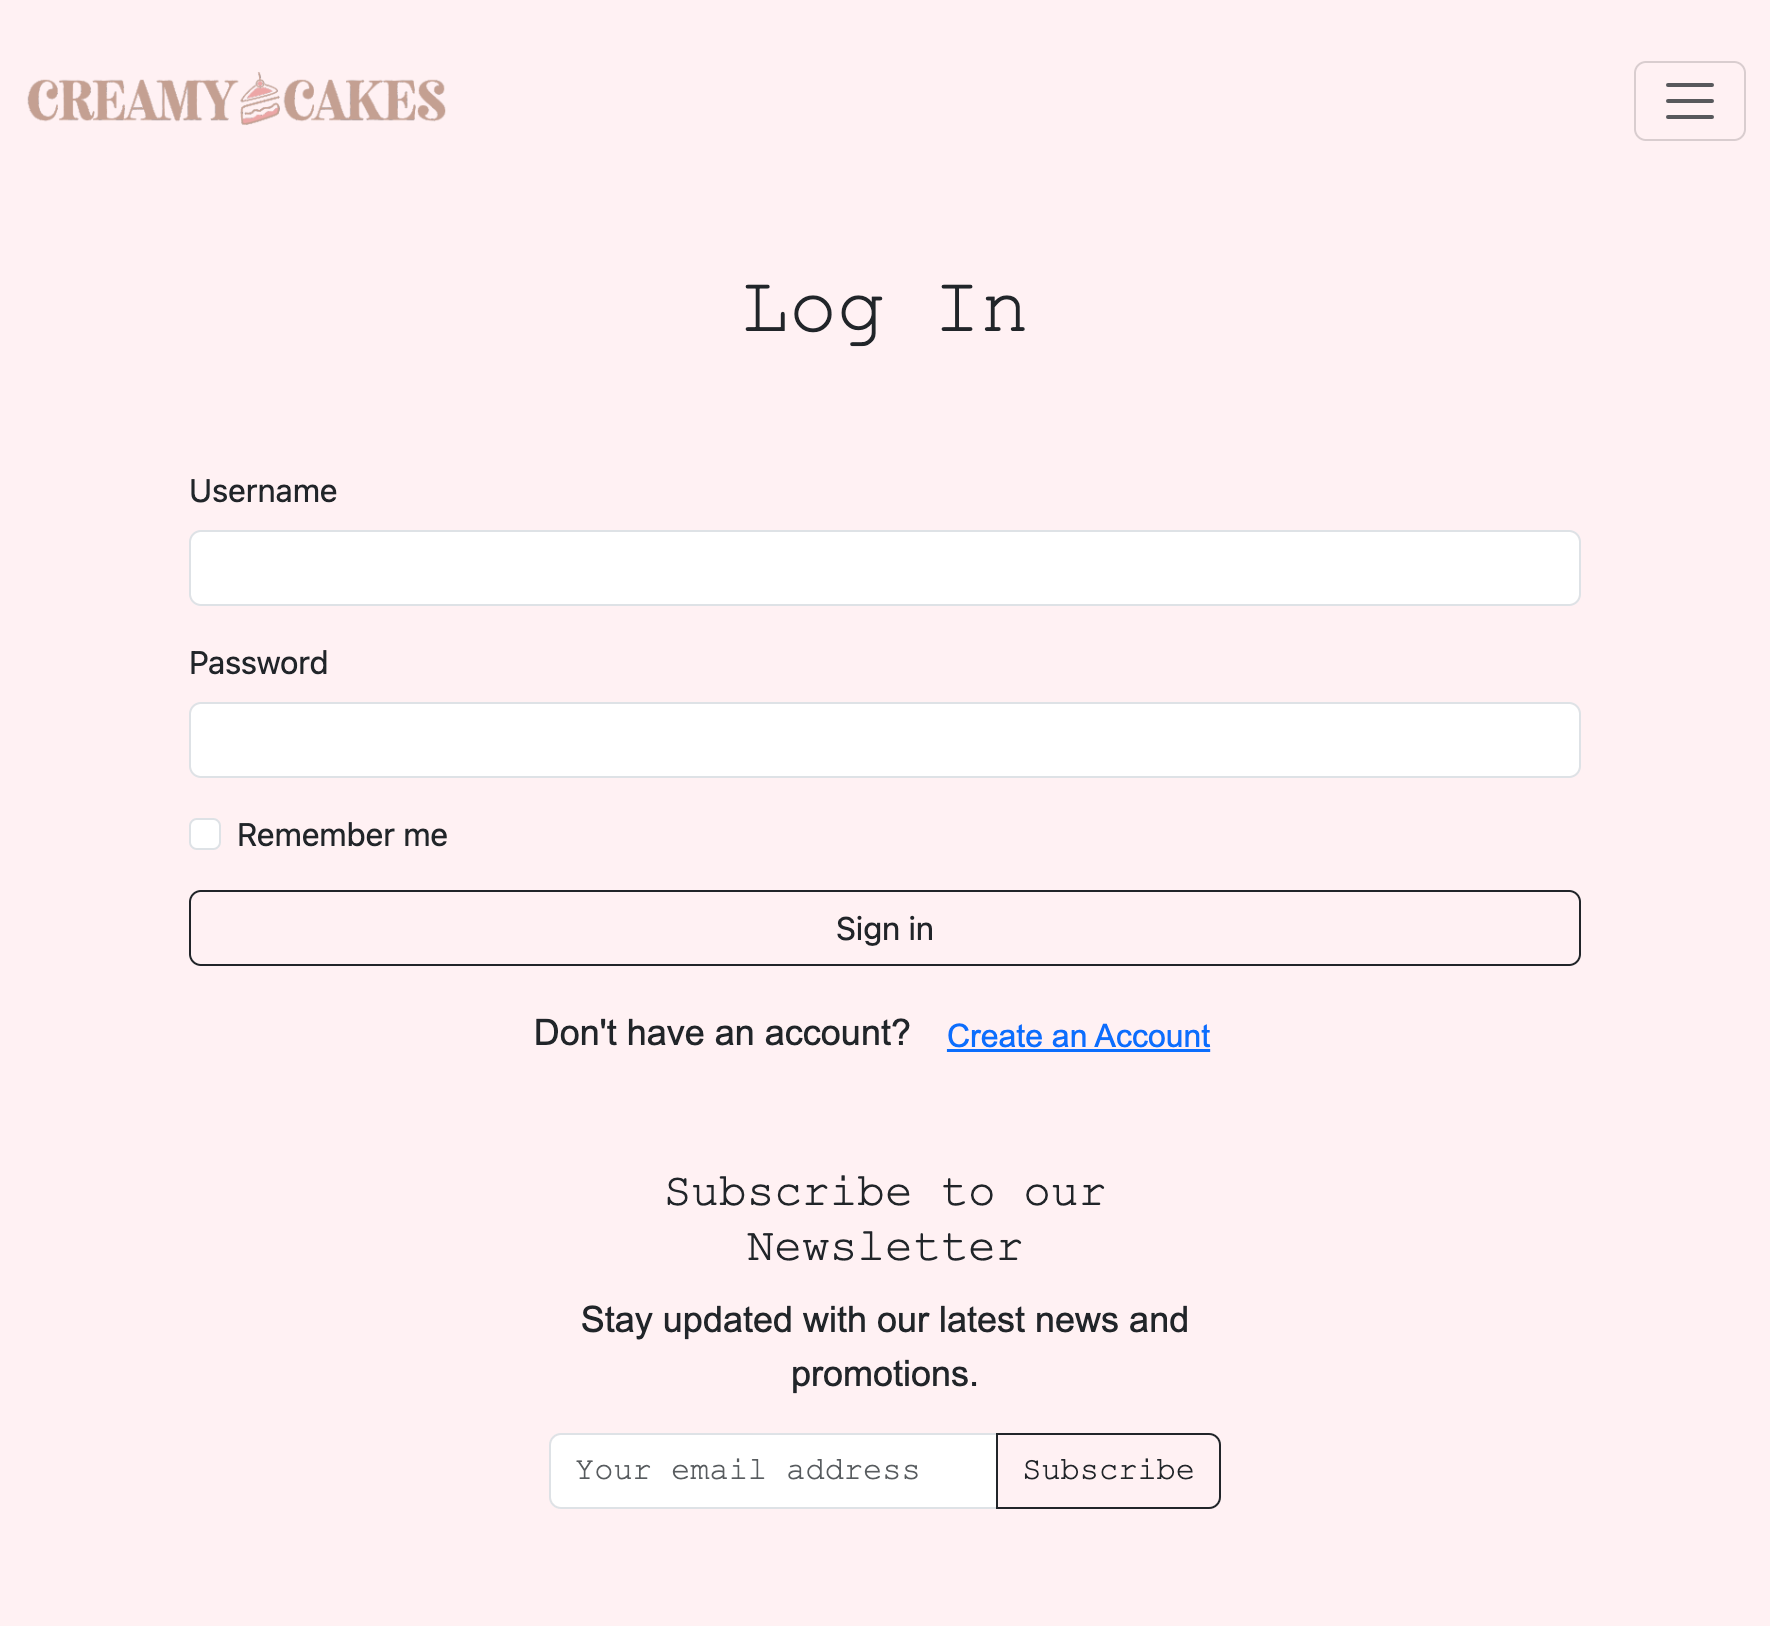 CREAMY CAKES
Log In
Username
Password
Remember me
Sign in
Don't have an account? Create an Account
Subscribe to our
Newsletter
Stay updated with our latest news and
promotions.
Your email address Subscribe